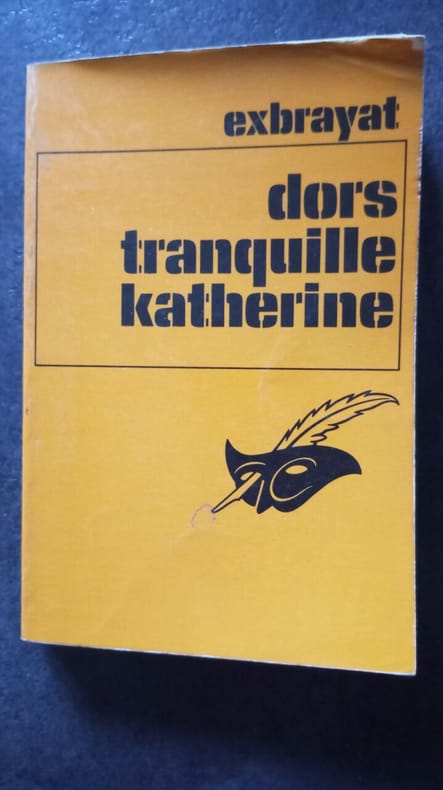 exbrayat
dors
tranquille
katherine